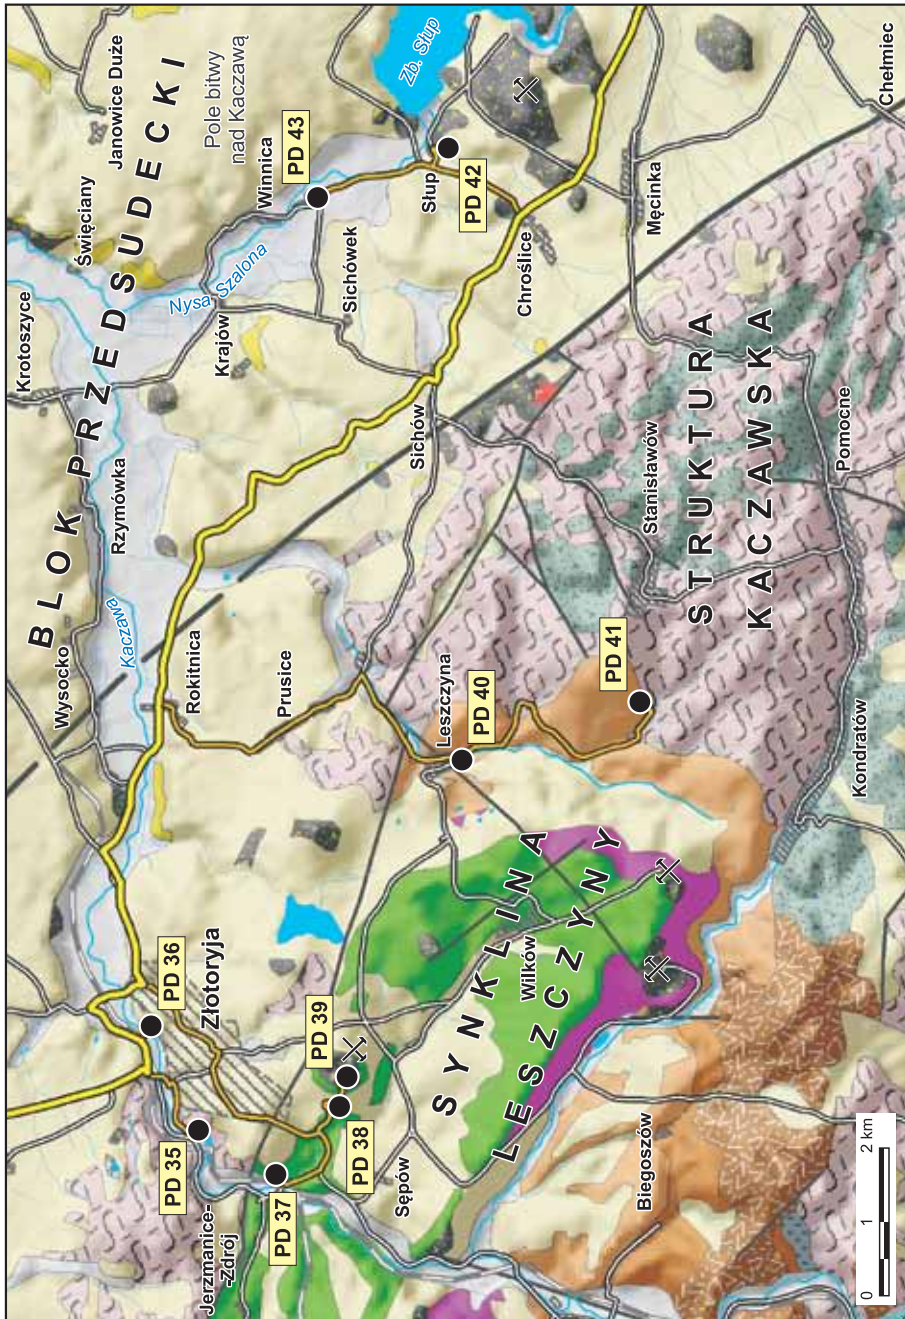 BLOK PRZEDSUDECKI
Krotoszyce
Święciany
Janowice Duże
Pole bitwy
nad Kaczawą
Winnica
PD 43
Zb. Słup
Słup
PD 42
Nysa Szalona
Krajów
Sichówek
Chroślice
Męcinka
Chełmiec
Wysocko
Rzymówka
Kaczawa
Rokitnica
Prusice
Sichów
Stanisławów
STRUKTURA
KACZAWSKA
Pomocne
Leszczyna
PD 40
PD 41
Kondratów
PD 36
Złotoryja
PD 35
PD 39
PD 38
PD 37
Jerzmanice-
-Zdrój
Sępów
SYNKLINA
LESZCZYNY
Wilków
Biegoszów
0 1 2 km